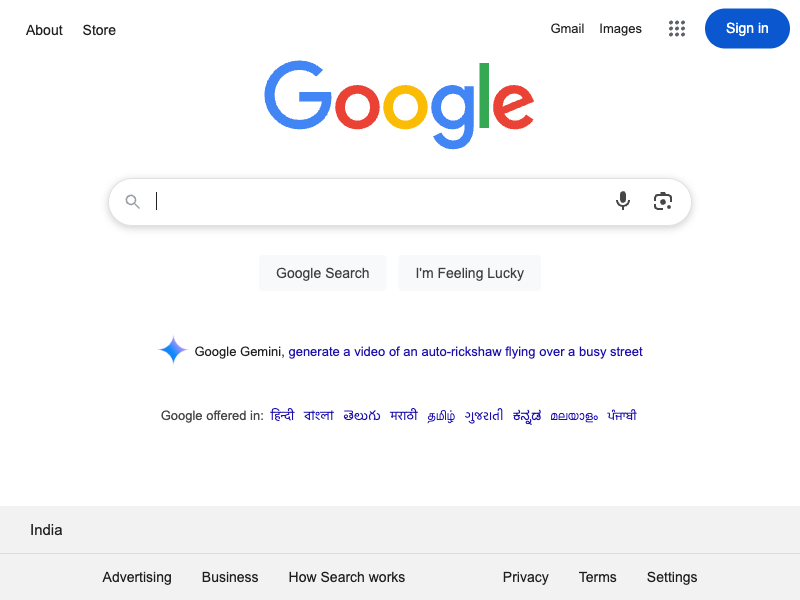 About Store Gmail Images Sign in
Google
Google Search I'm Feeling Lucky
Google Gemini, generate a video of an auto-rickshaw flying over a busy street
Google offered in: हिन्दी বাংলা తెలుగు मराठी தமிழ் ગુજરાતી ಕನ್ನಡ മലയാളം ਪੰਜਾਬੀ
India
Advertising Business How Search works Privacy Terms Settings